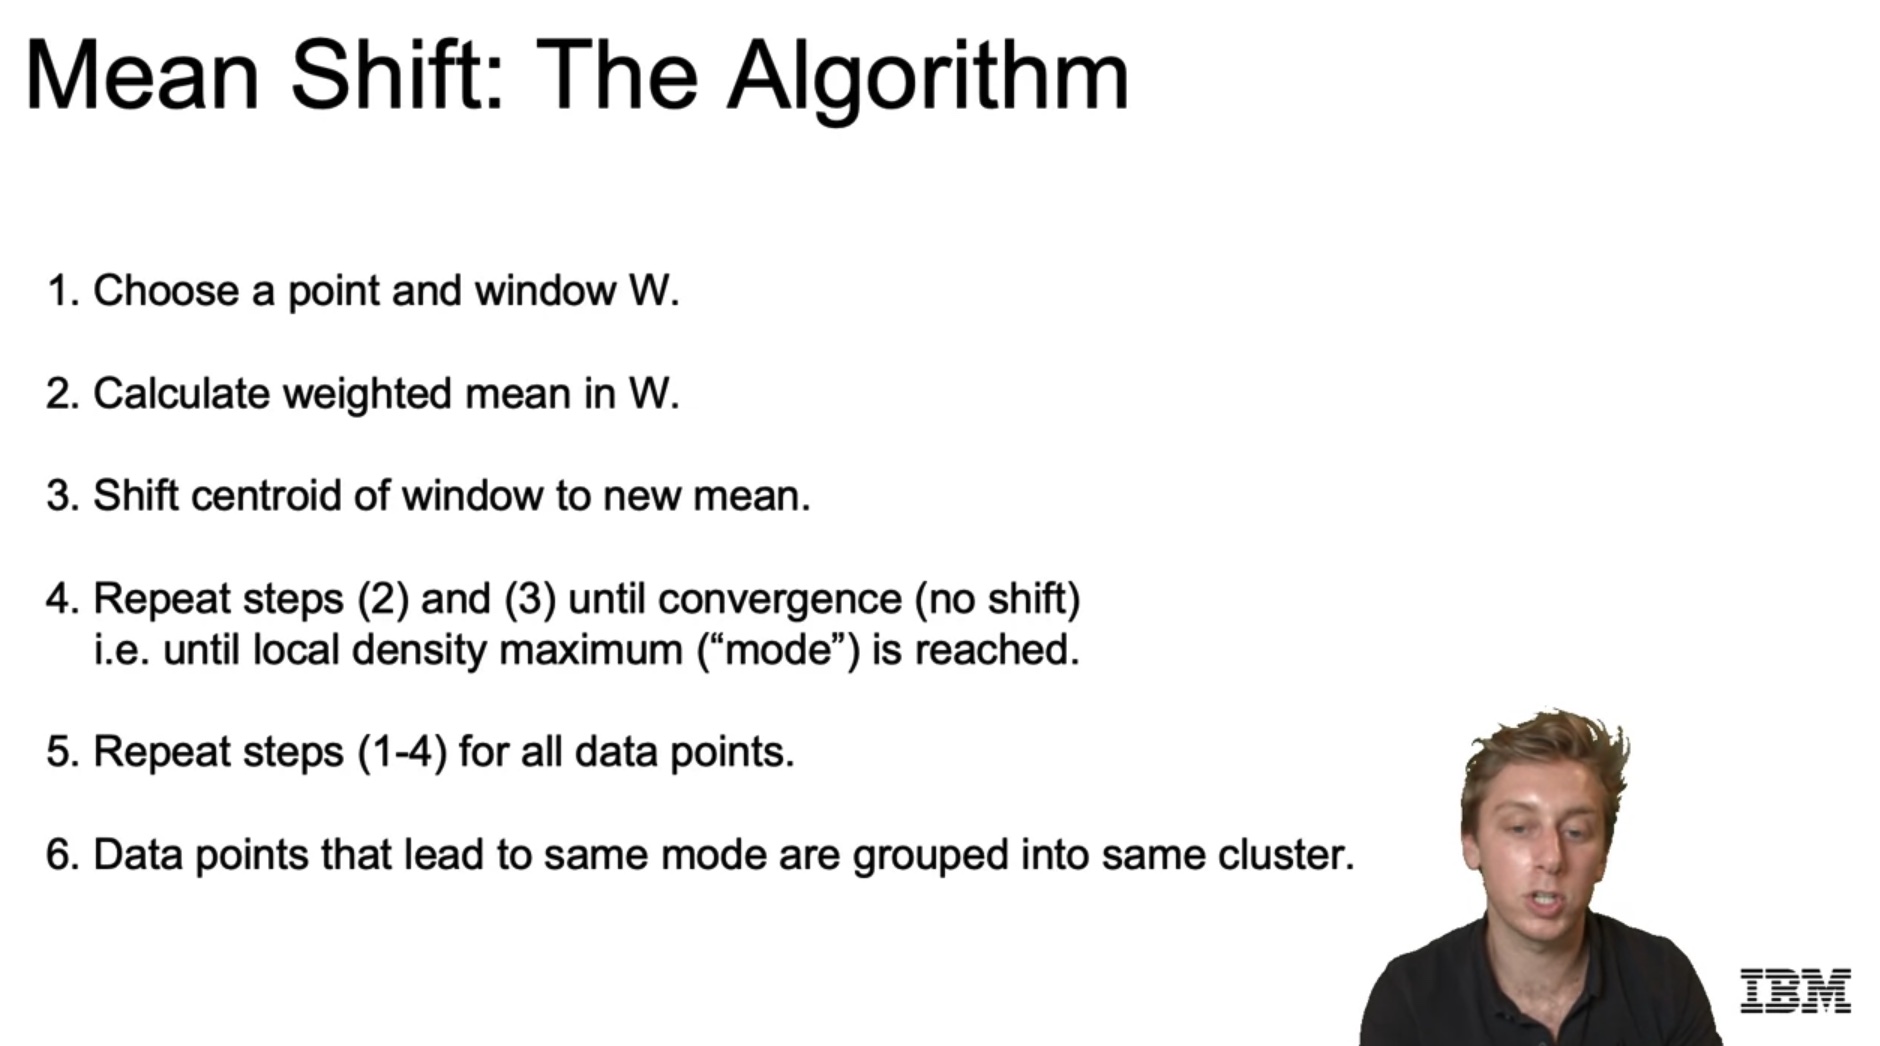 Mean Shift: The Algorithm
1. Choose a point and window W.
2. Calculate weighted mean in W.
3. Shift centroid of window to new mean.
4. Repeat steps (2) and (3) until convergence (no shift)
i.e. until local density maximum (“mode”) is reached.
5. Repeat steps (1-4) for all data points.
6. Data points that lead to same mode are grouped into same cluster.
IBM